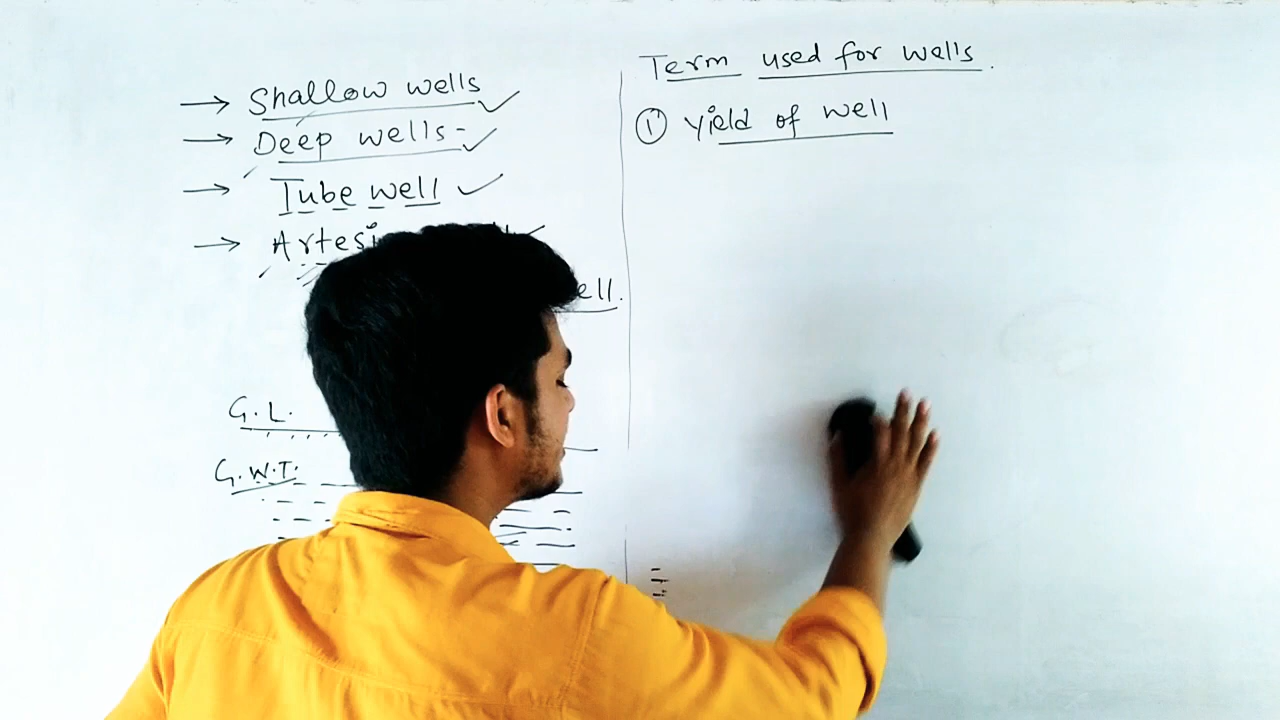 → Shallow wells ✓
→ Deep wells - ✓
→ Tube well ✓
→
G.L.
G.W.T.
Term used for wells.
① Yield of well